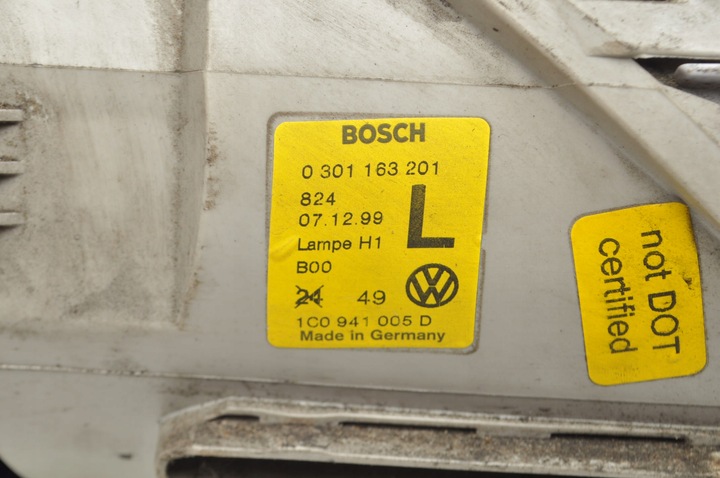 BOSCH
0 301 163 201
824
07.12.99
L
Lampe H1
B00
24 49
1C0 941 005 D
Made in Germany
not DOT
certified